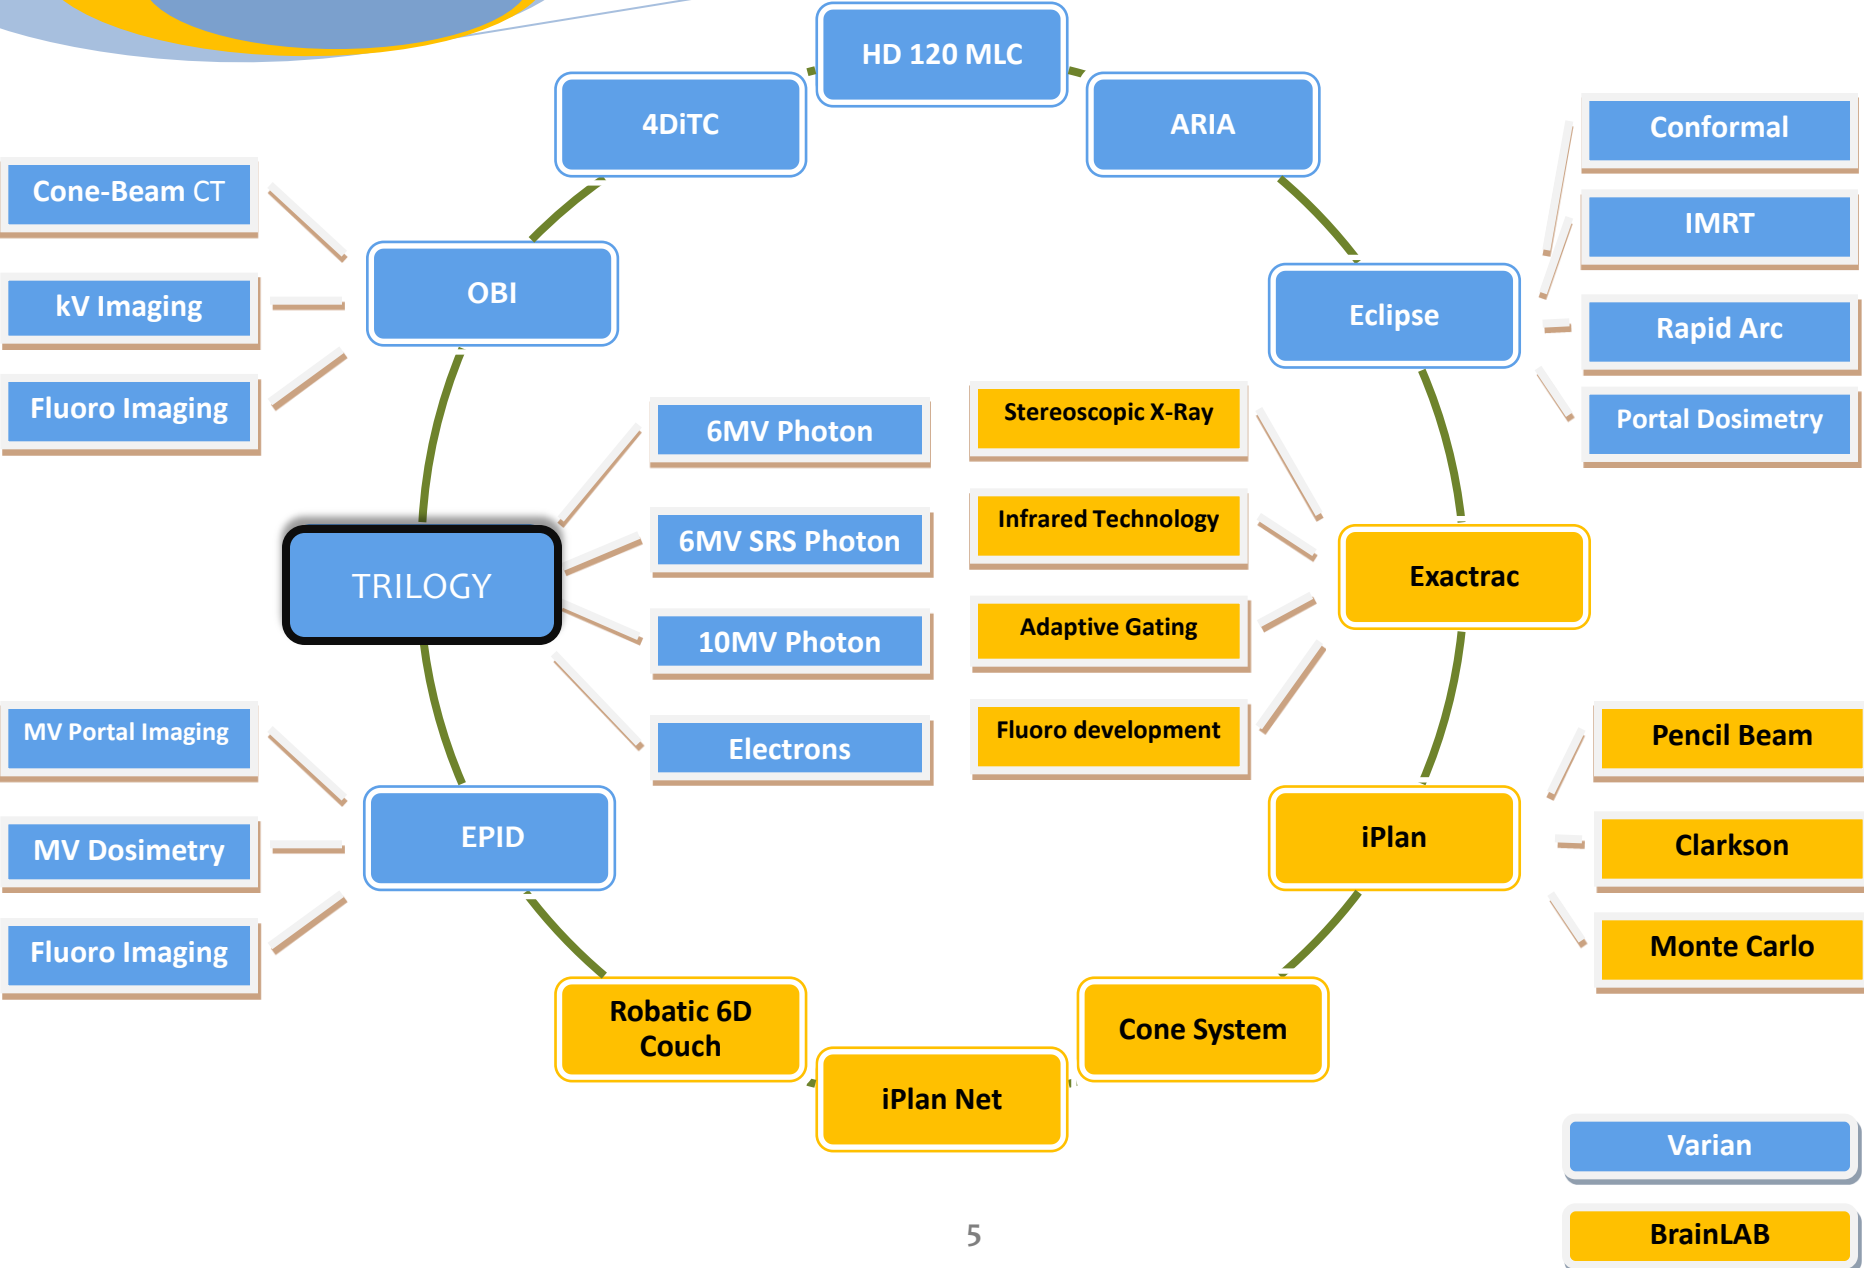 HD 120 MLC
4DiTC
ARIA
Conformal
Cone-Beam CT
IMRT
kV Imaging
OBI
Eclipse
Rapid Arc
Fluoro Imaging
6MV Photon
Stereoscopic X-Ray
Portal Dosimetry
6MV SRS Photon
Infrared Technology
TRILOGY
Exactrac
10MV Photon
Adaptive Gating
MV Portal Imaging
Electrons
Fluoro development
Pencil Beam
MV Dosimetry
EPID
iPlan
Clarkson
Fluoro Imaging
Monte Carlo
Robatic 6D
Couch
Cone System
iPlan Net
Varian
5
BrainLAB